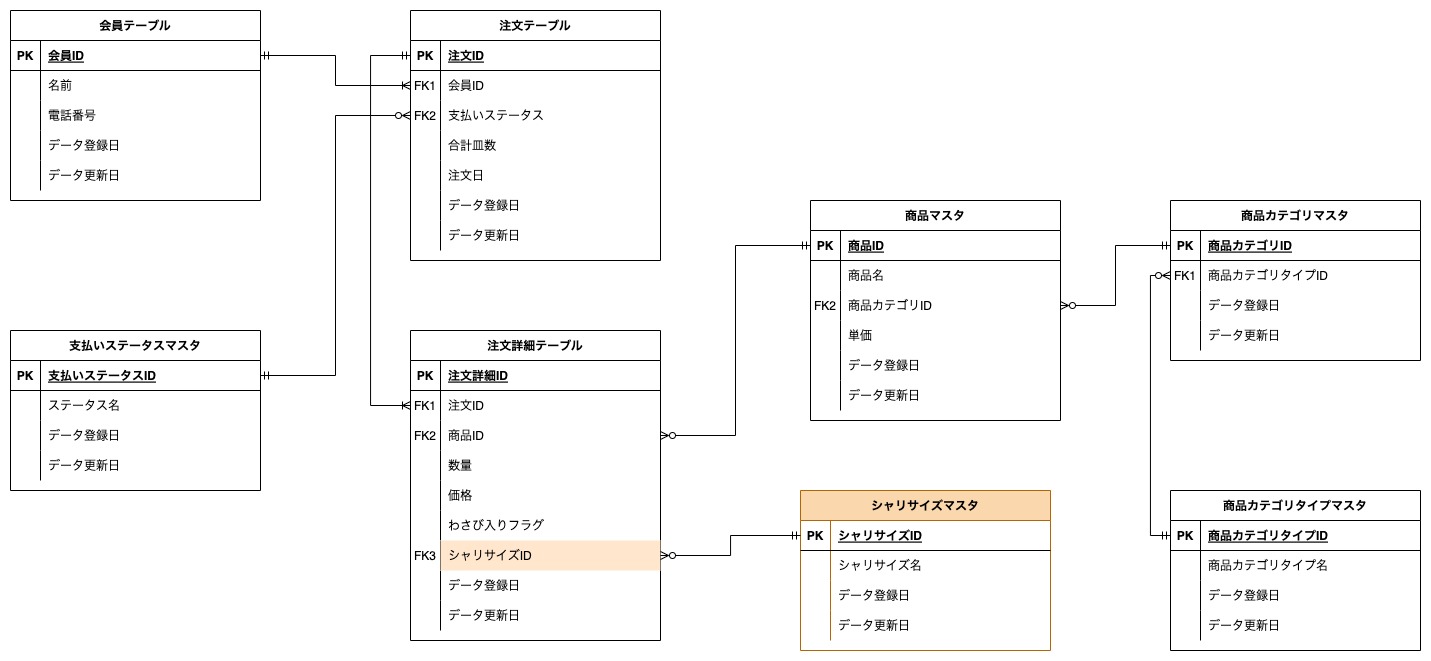 会員テーブル
PK 会員ID
名前
電話番号
データ登録日
データ更新日
注文テーブル
PK 注文ID
FK1 会員ID
FK2 支払いステータス
合計皿数
注文日
データ登録日
データ更新日
商品マスタ
PK 商品ID
商品名
FK2 商品カテゴリID
単価
データ登録日
データ更新日
商品カテゴリマスタ
PK 商品カテゴリID
FK1 商品カテゴリタイプID
データ登録日
データ更新日
支払いステータスマスタ
PK 支払いステータスID
ステータス名
データ登録日
データ更新日
注文詳細テーブル
PK 注文詳細ID
FK1 注文ID
FK2 商品ID
数量
価格
わさび入りフラグ
FK3 シャリサイズID
データ登録日
データ更新日
シャリサイズマスタ
PK シャリサイズID
シャリサイズ名
データ登録日
データ更新日
商品カテゴリタイプマスタ
PK 商品カテゴリタイプID
商品カテゴリタイプ名
データ登録日
データ更新日